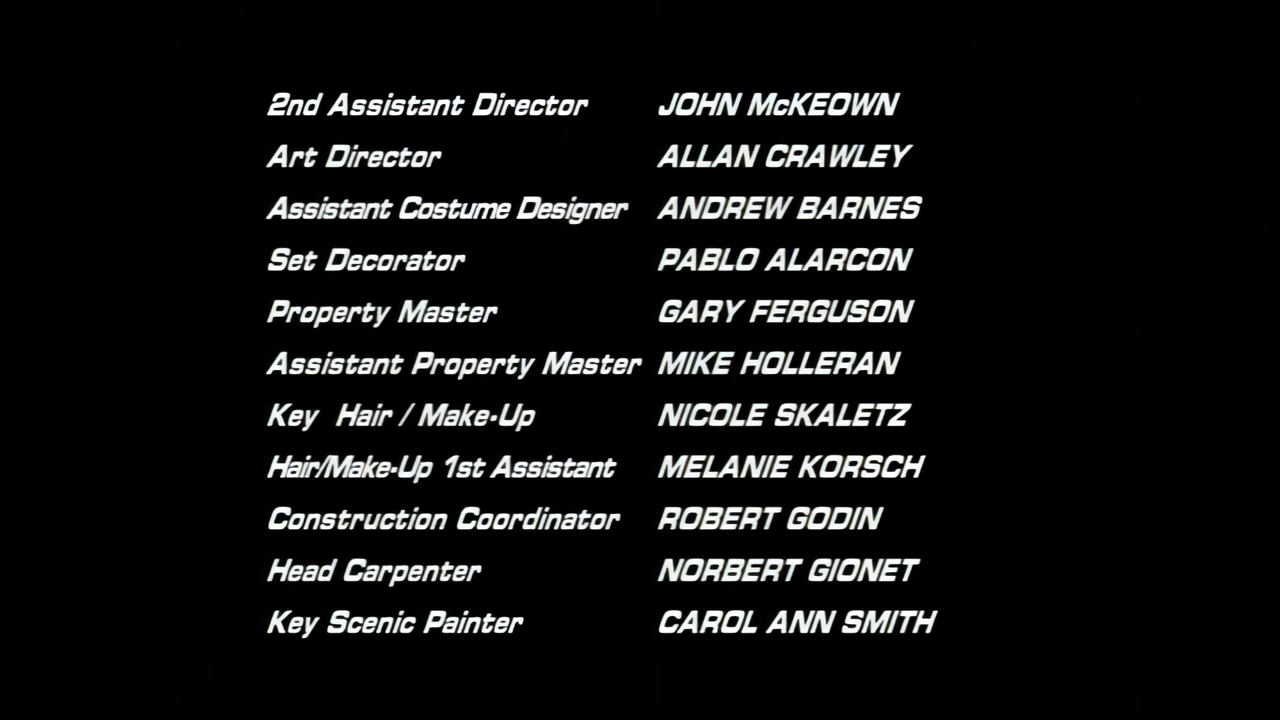 2nd Assistant Director JOHN McKEOWN
Art Director ALLAN CRAWLEY
Assistant Costume Designer ANDREW BARNES
Set Decorator PABLO ALARCON
Property Master GARY FERGUSON
Assistant Property Master MIKE HOLLERAN
Key Hair / Make-Up NICOLE SKALETZ
Hair/Make-Up 1st Assistant MELANIE KORSCH
Construction Coordinator ROBERT GODIN
Head Carpenter NORBERT GIONET
Key Scenic Painter CAROL ANN SMITH